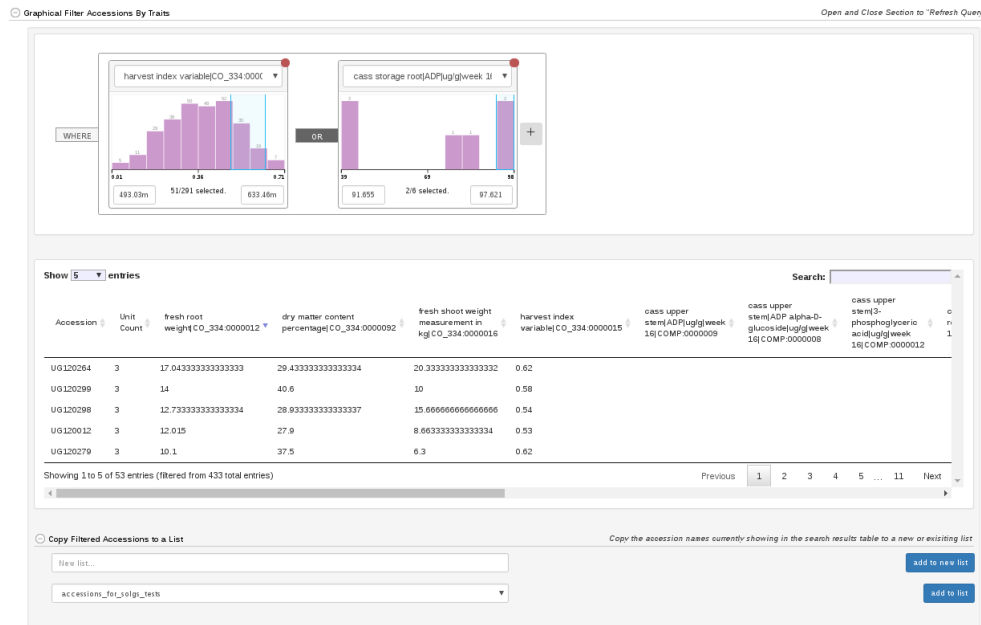 Graphical Filter Accessions By Traits
Open and Close Section to "Refresh Query
WHERE
harvest index variable|CO_334:0000
0.01 0.36 0.71
493.03m
51/291 selected.
633.46m
OR
cass storage root|ADP|ug/g|week 16
39 69 98
91.655
2/6 selected.
97.621
+
Show 5 entries
Search:
Accession
Unit Count
fresh root weight|CO_334:0000012
dry matter content percentage|CO_334:0000092
fresh shoot weight measurement in kg|CO_334:0000016
harvest index variable|CO_334:0000015
cass upper stem|ADP|ug/g|week 16|COMP:0000009
cass upper stem|ADP alpha-D-glucoside|ug/g|week 16|COMP:0000008
cass upper stem|3-phosphoglyceric acid|ug/g|week 16|COMP:0000012
UG120264 3 17.043333333333333 29.433333333333334 20.333333333333332 0.62
UG120299 3 14 40.6 10 0.58
UG120298 3 12.733333333333334 28.933333333333337 15.666666666666666 0.54
UG120012 3 12.015 27.9 8.663333333333334 0.53
UG120279 3 10.1 37.5 6.3 0.62
Showing 1 to 5 of 53 entries (filtered from 433 total entries)
Previous 1 2 3 4 5 ... 11 Next
Copy Filtered Accessions to a List
Copy the accession names currently showing in the search results table to a new or exisiting list
New list...
add to new list
accessions_for_solgs_tests
add to list